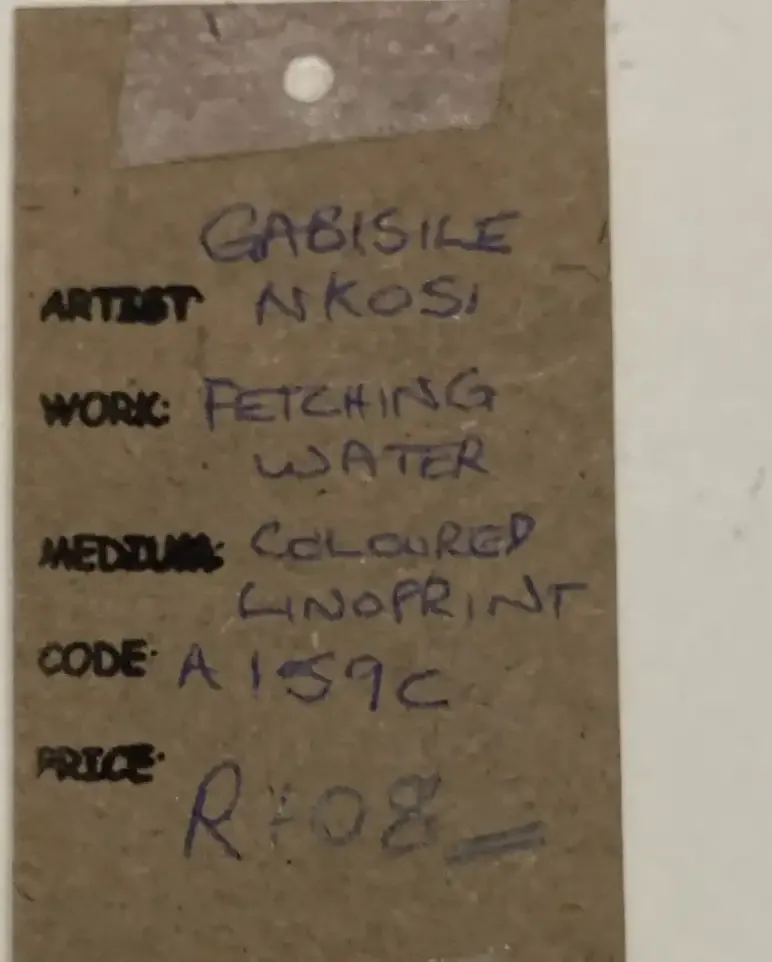 GABISILE
ARTIST NKOSI
WORK: FETCHING
WATER
MEDIUM: COLOURED
LINOPRINT
CODE: A159C
PRICE: